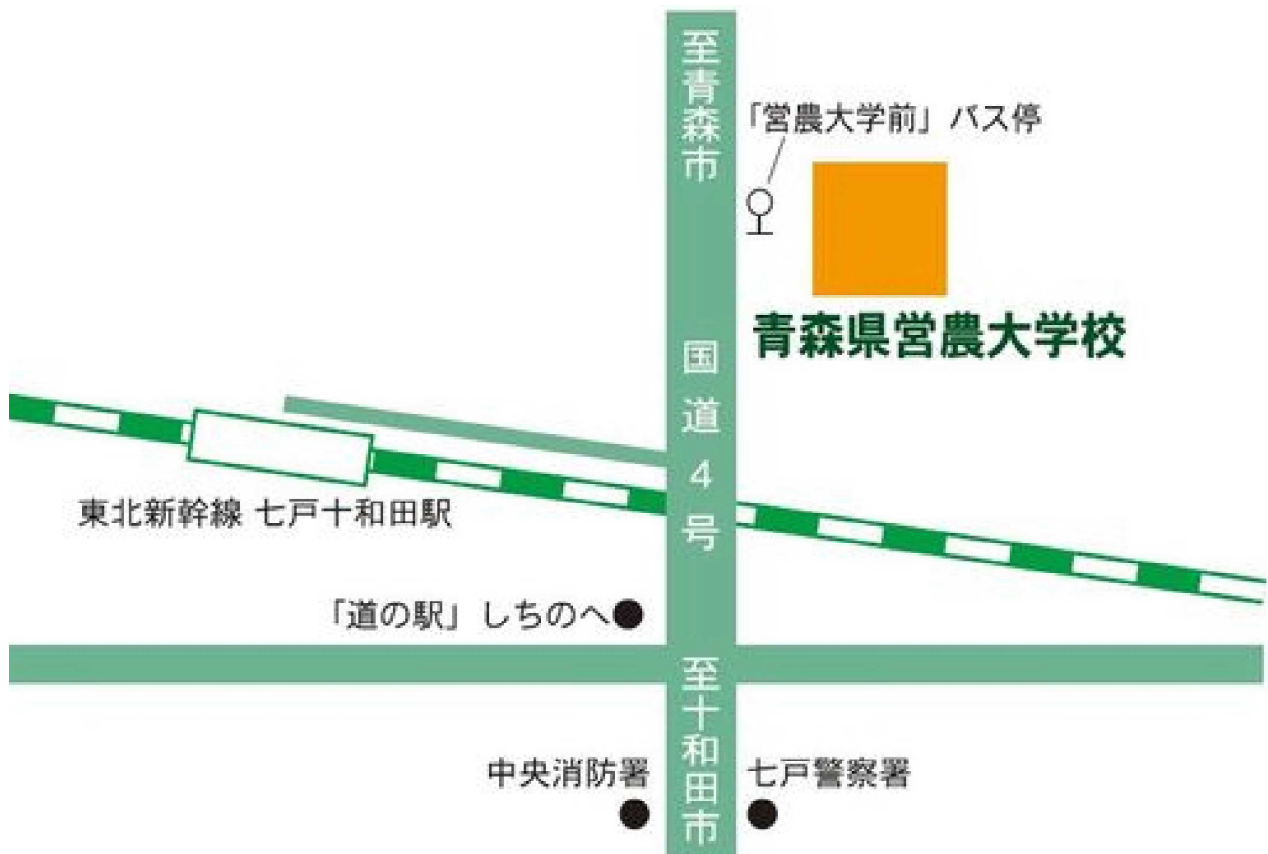 至青森市
「営農大学前」バス停
青森県営農大学校
国道4号
東北新幹線 七戸十和田駅
「道の駅」しちのへ
至十和田市
中央消防署
七戸警察署